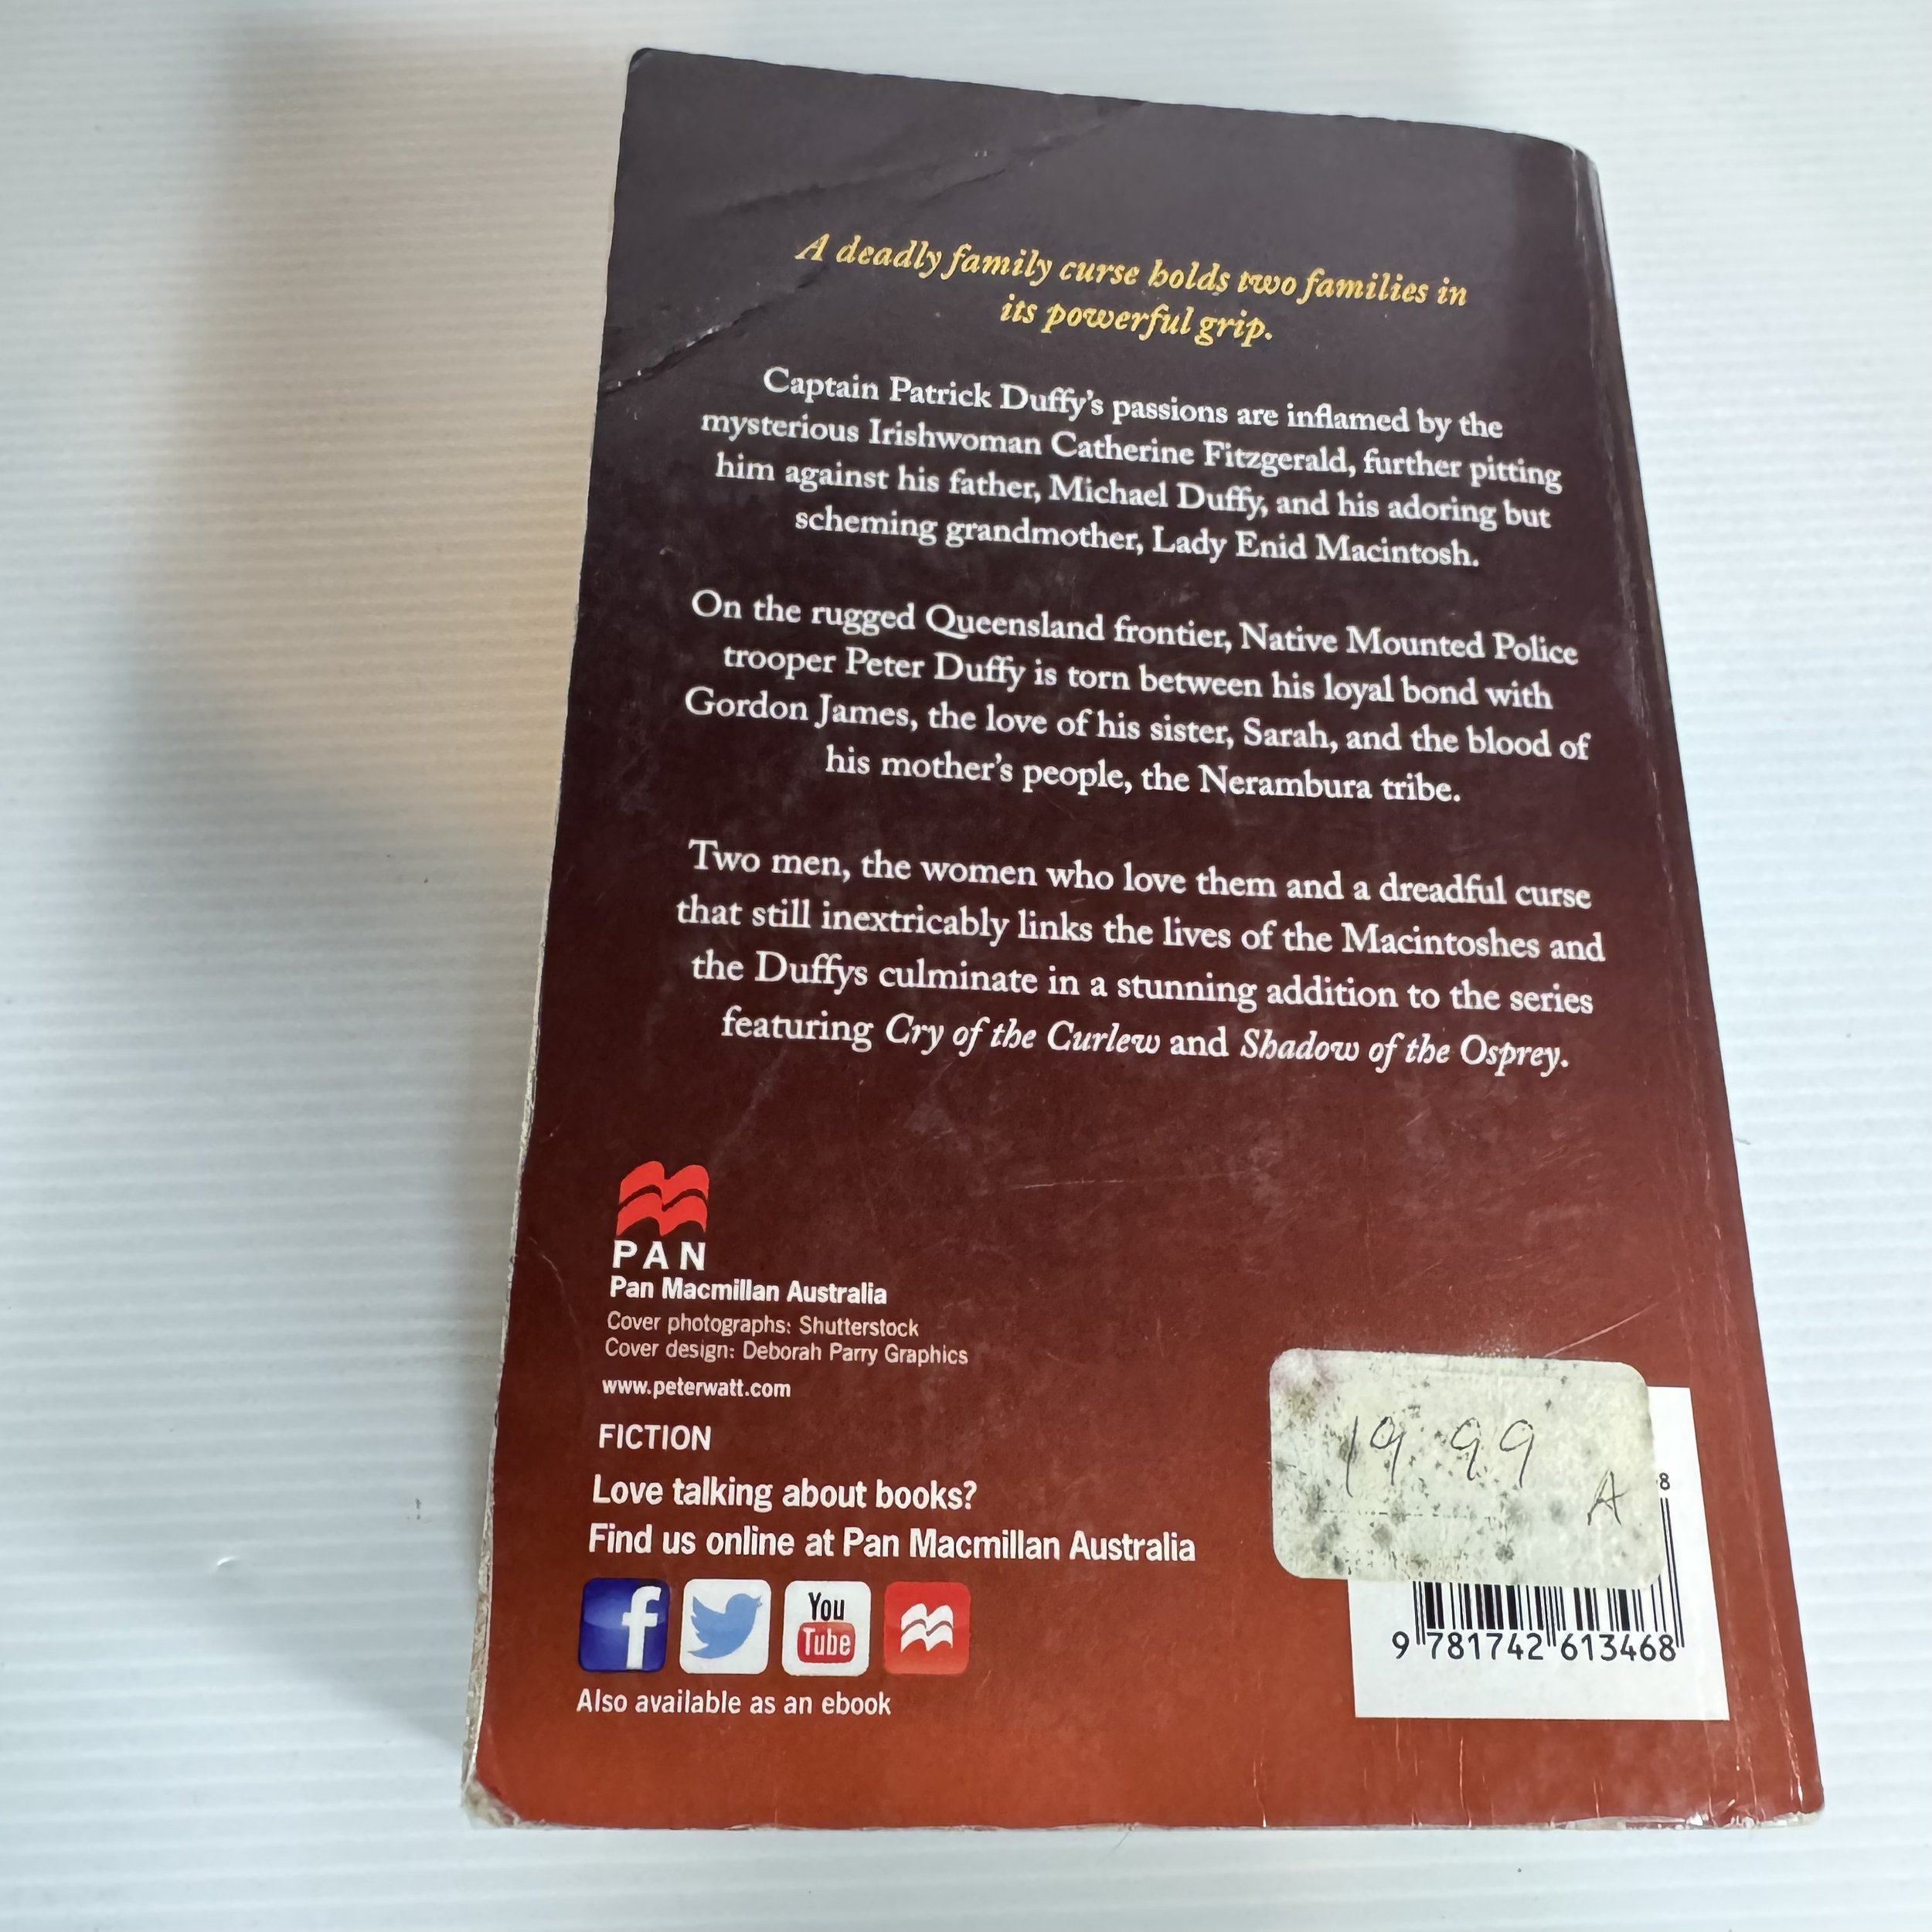 A deadly family curse holds two families in
its powerful grip.
Captain Patrick Duffy's passions are inflamed by the
mysterious Irishwoman Catherine Fitzgerald, further pitting
him against his father, Michael Duffy, and his adoring but
scheming grandmother, Lady Enid Macintosh.
On the rugged Queensland frontier, Native Mounted Police
trooper Peter Duffy is torn between his loyal bond with
Gordon James, the love of his sister, Sarah, and the blood of
his mother's people, the Nerambura tribe.
Two men, the women who love them and a dreadful curse
that still inextricably links the lives of the Macintoshes and
the Duffys culminate in a stunning addition to the series
featuring Cry of the Curlew and Shadow of the Osprey.
PAN
Pan Macmillan Australia
Cover photographs: Shutterstock
Cover design: Deborah Parry Graphics
www.peterwatt.com
FICTION
Love talking about books?
Find us online at Pan Macmillan Australia
f
You
Tube
Also available as an ebook
19.99
A
8
9 781742 613468